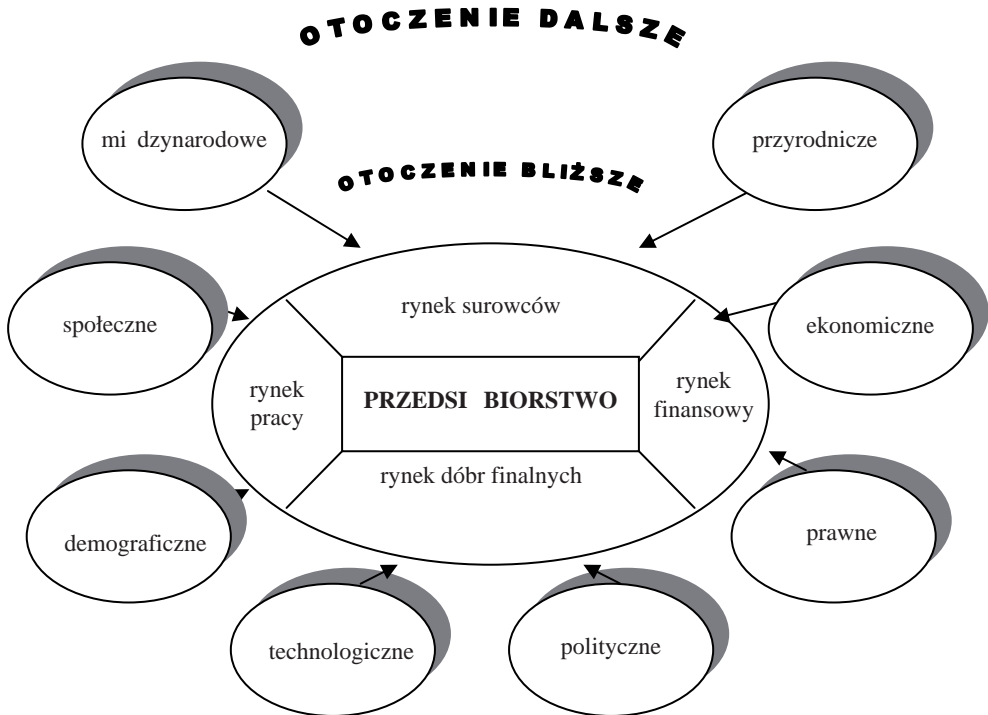 OTOCZENIE DALSZE
mi dzynarodowe
przyrodnicze
OTOCZENIE BLIŻSZE
rynek surowców
społeczne
ekonomiczne
rynek
pracy
PRZEDSI BIORSTWO
rynek
finansowy
rynek dóbr finalnych
demograficzne
prawne
technologiczne
polityczne